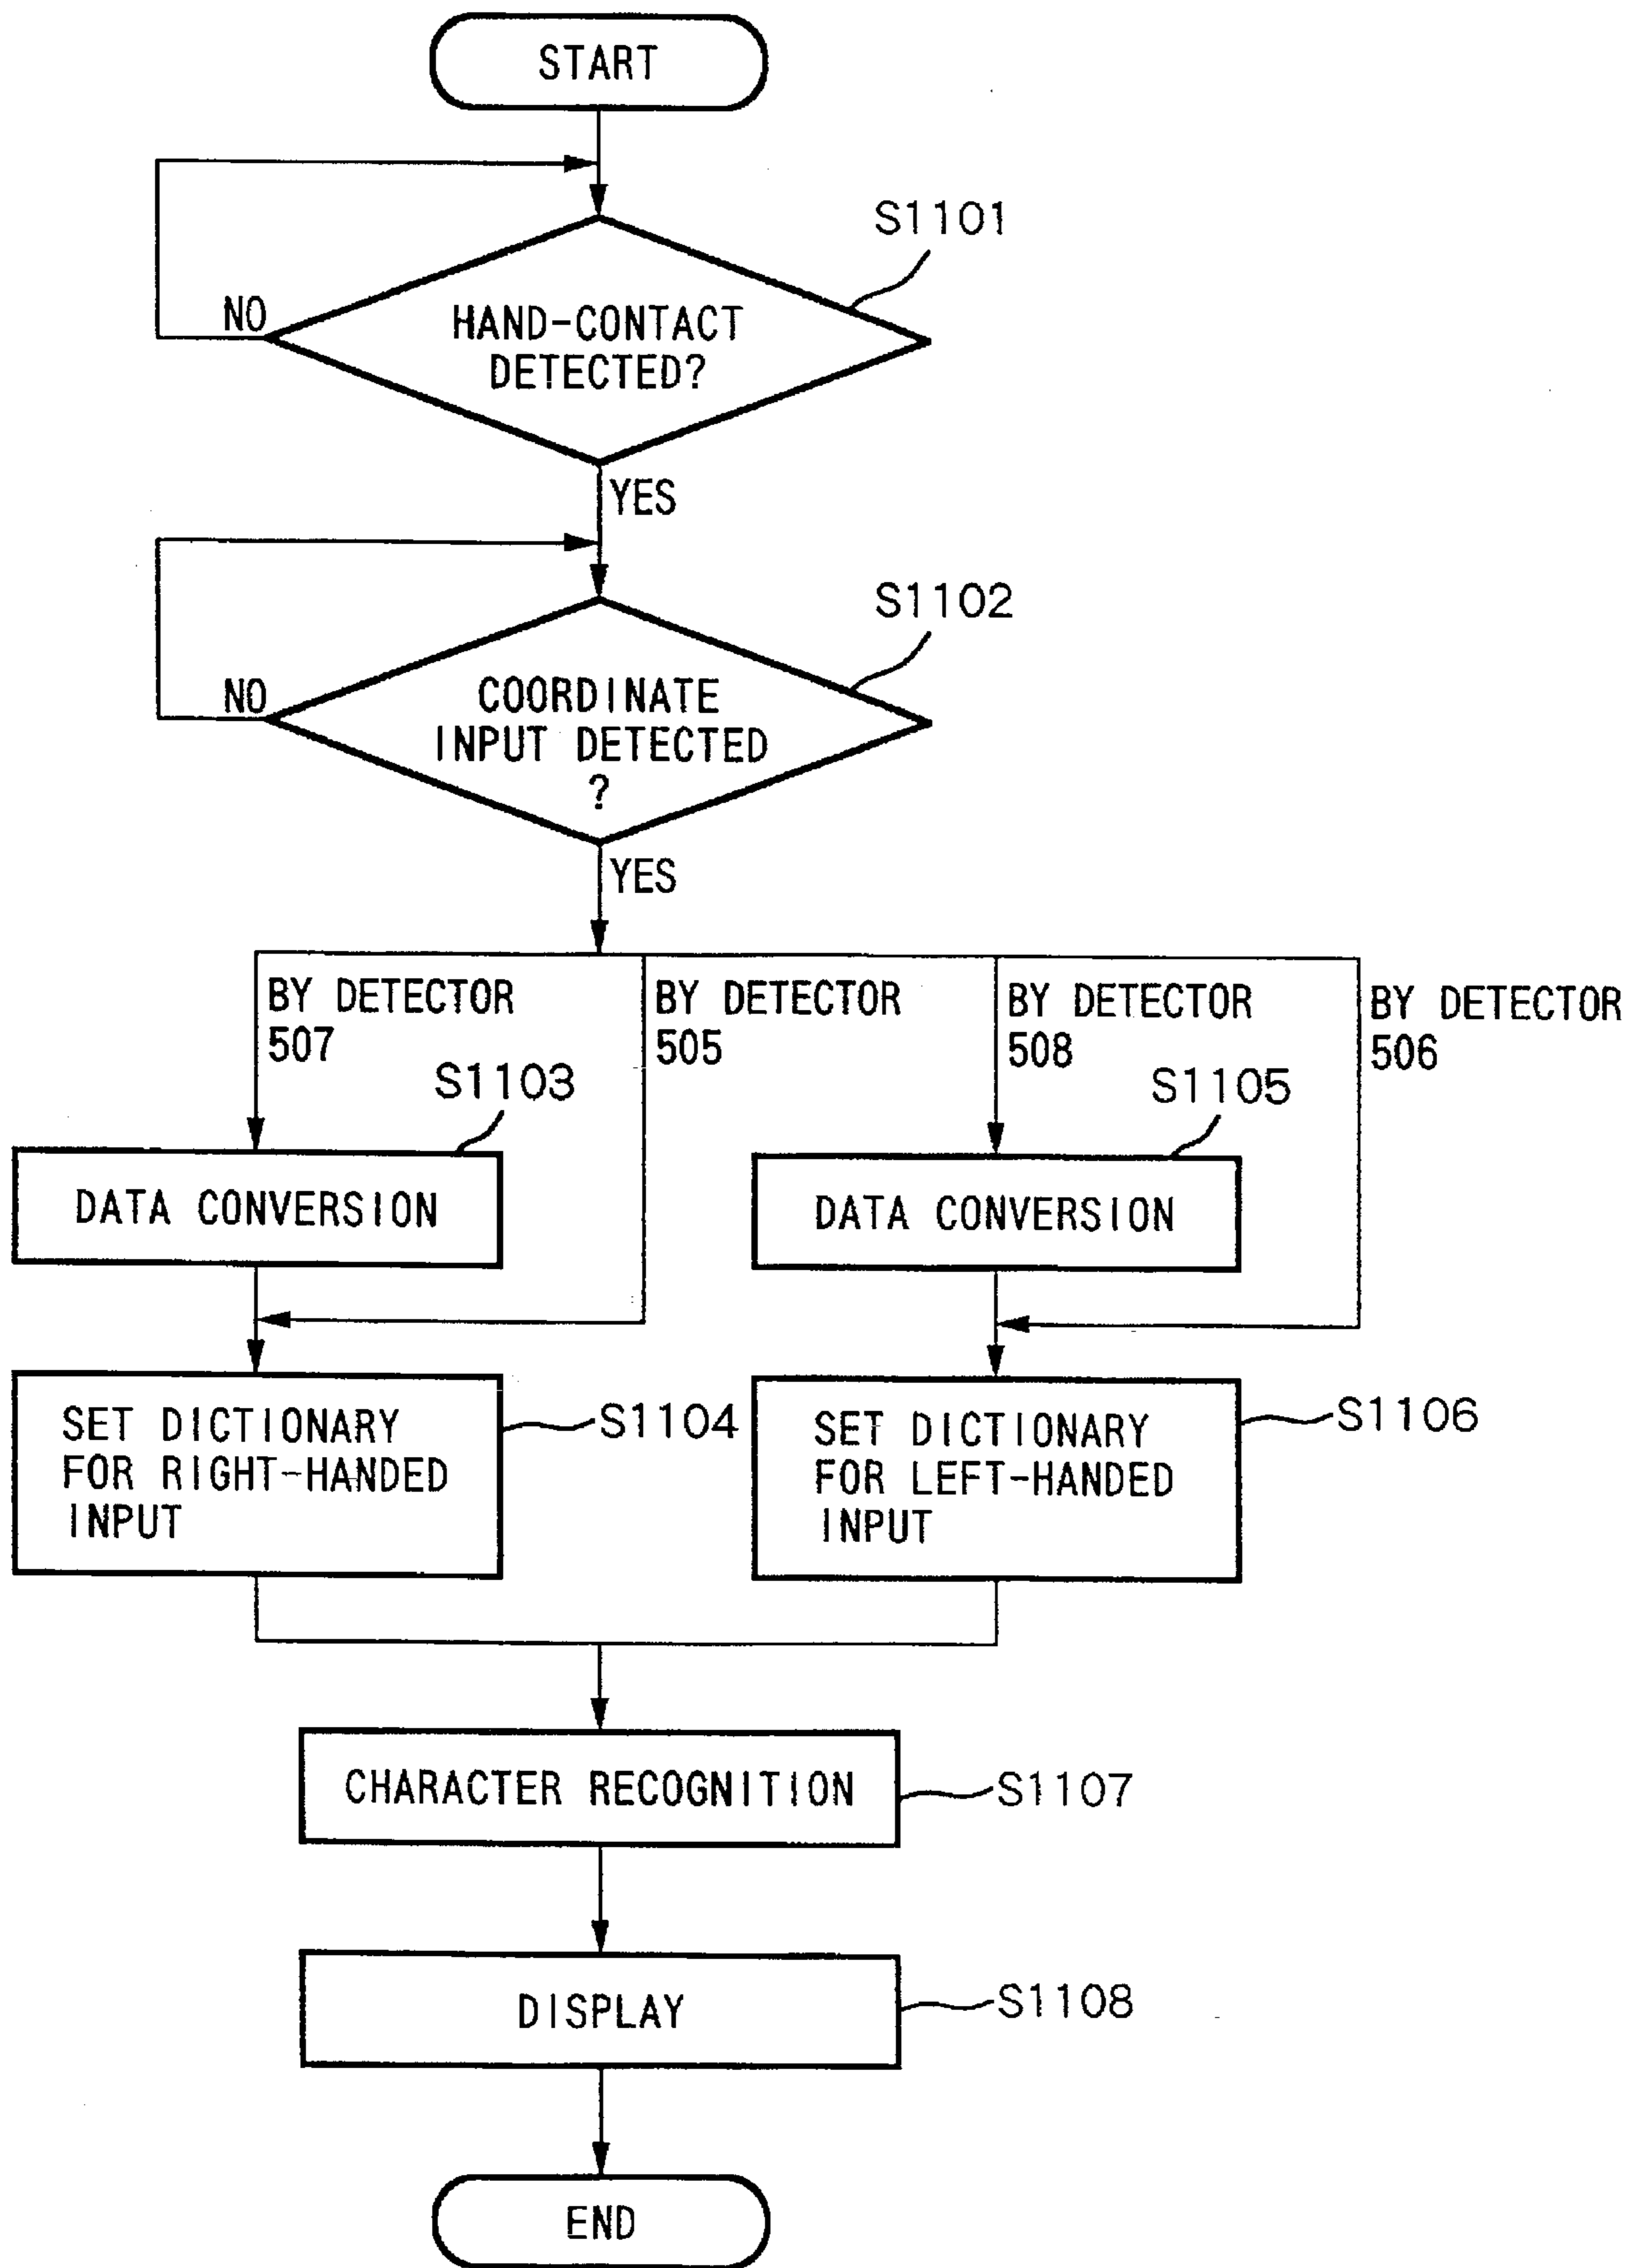 START
S1101
NO
HAND-CONTACT
DETECTED?
YES
S1102
NO
COORDINATE
INPUT DETECTED
?
YES
BY DETECTOR
507
BY DETECTOR
505
BY DETECTOR
508
BY DETECTOR
506
S1103
S1105
DATA CONVERSION
DATA CONVERSION
SET DICTIONARY
FOR RIGHT-HANDED
INPUT
S1104
SET DICTIONARY
FOR LEFT-HANDED
INPUT
S1106
CHARACTER RECOGNITION
S1107
DISPLAY
S1108
END